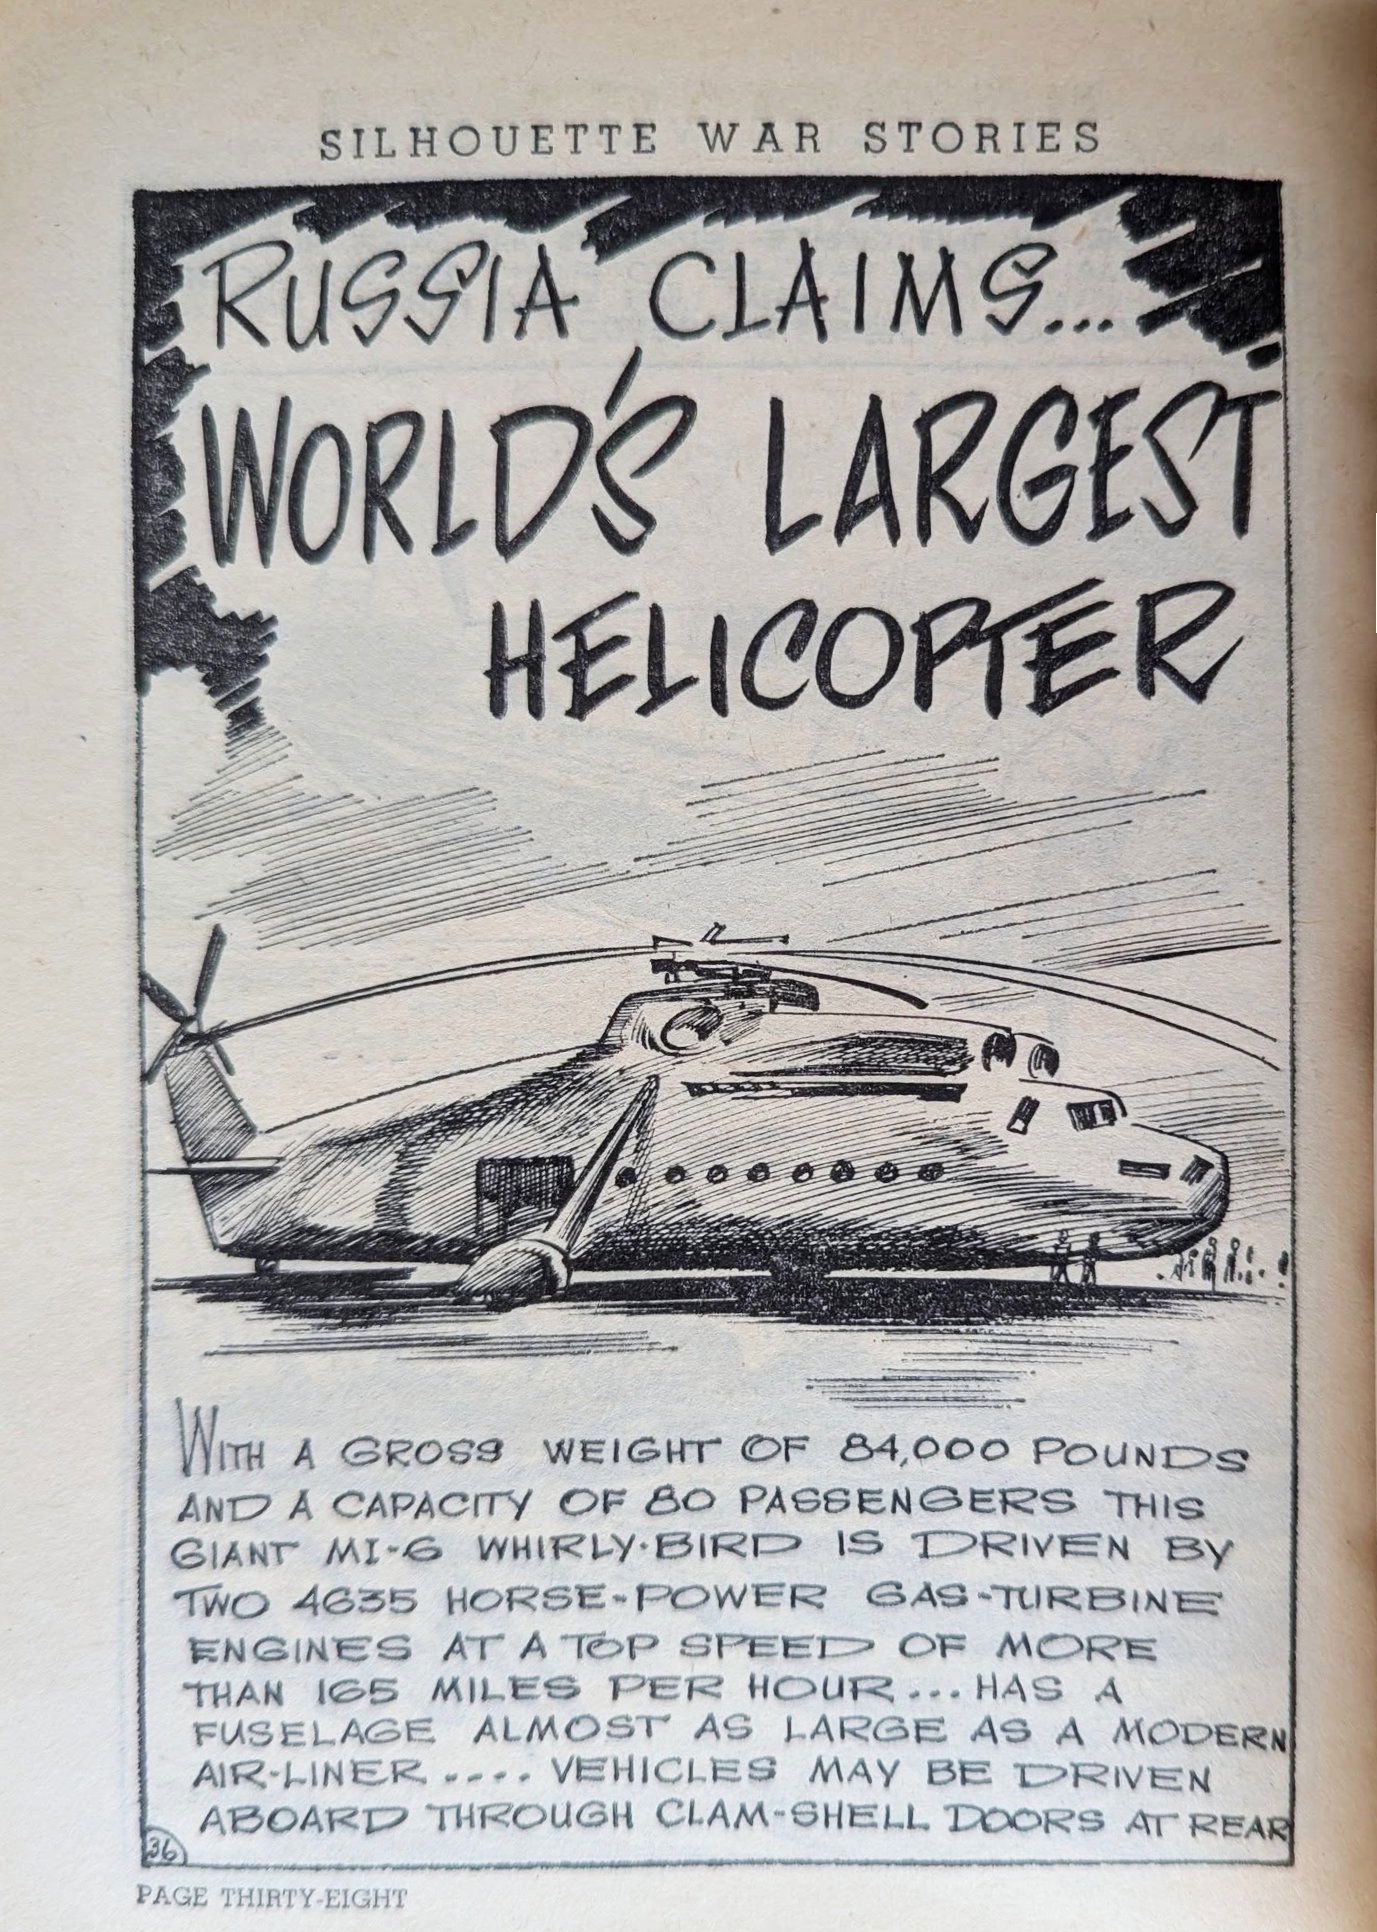 SILHOUETTE WAR STORIES
RUSSIA CLAIMS...
WORLD'S LARGEST
HELICOPTER
WITH A GROSS WEIGHT OF 84,000 POUNDS
AND A CAPACITY OF 80 PASSENGERS THIS
GIANT MI-6 WHIRLY-BIRD IS DRIVEN BY
TWO 4635 HORSE-POWER GAS-TURBINE
ENGINES AT A TOP SPEED OF MORE
THAN 165 MILES PER HOUR... HAS A
FUSELAGE ALMOST AS LARGE AS A MODERN
AIR-LINER.... VEHICLES MAY BE DRIVEN
ABOARD THROUGH CLAM-SHELL DOORS AT REAR
36
PAGE THIRTY-EIGHT